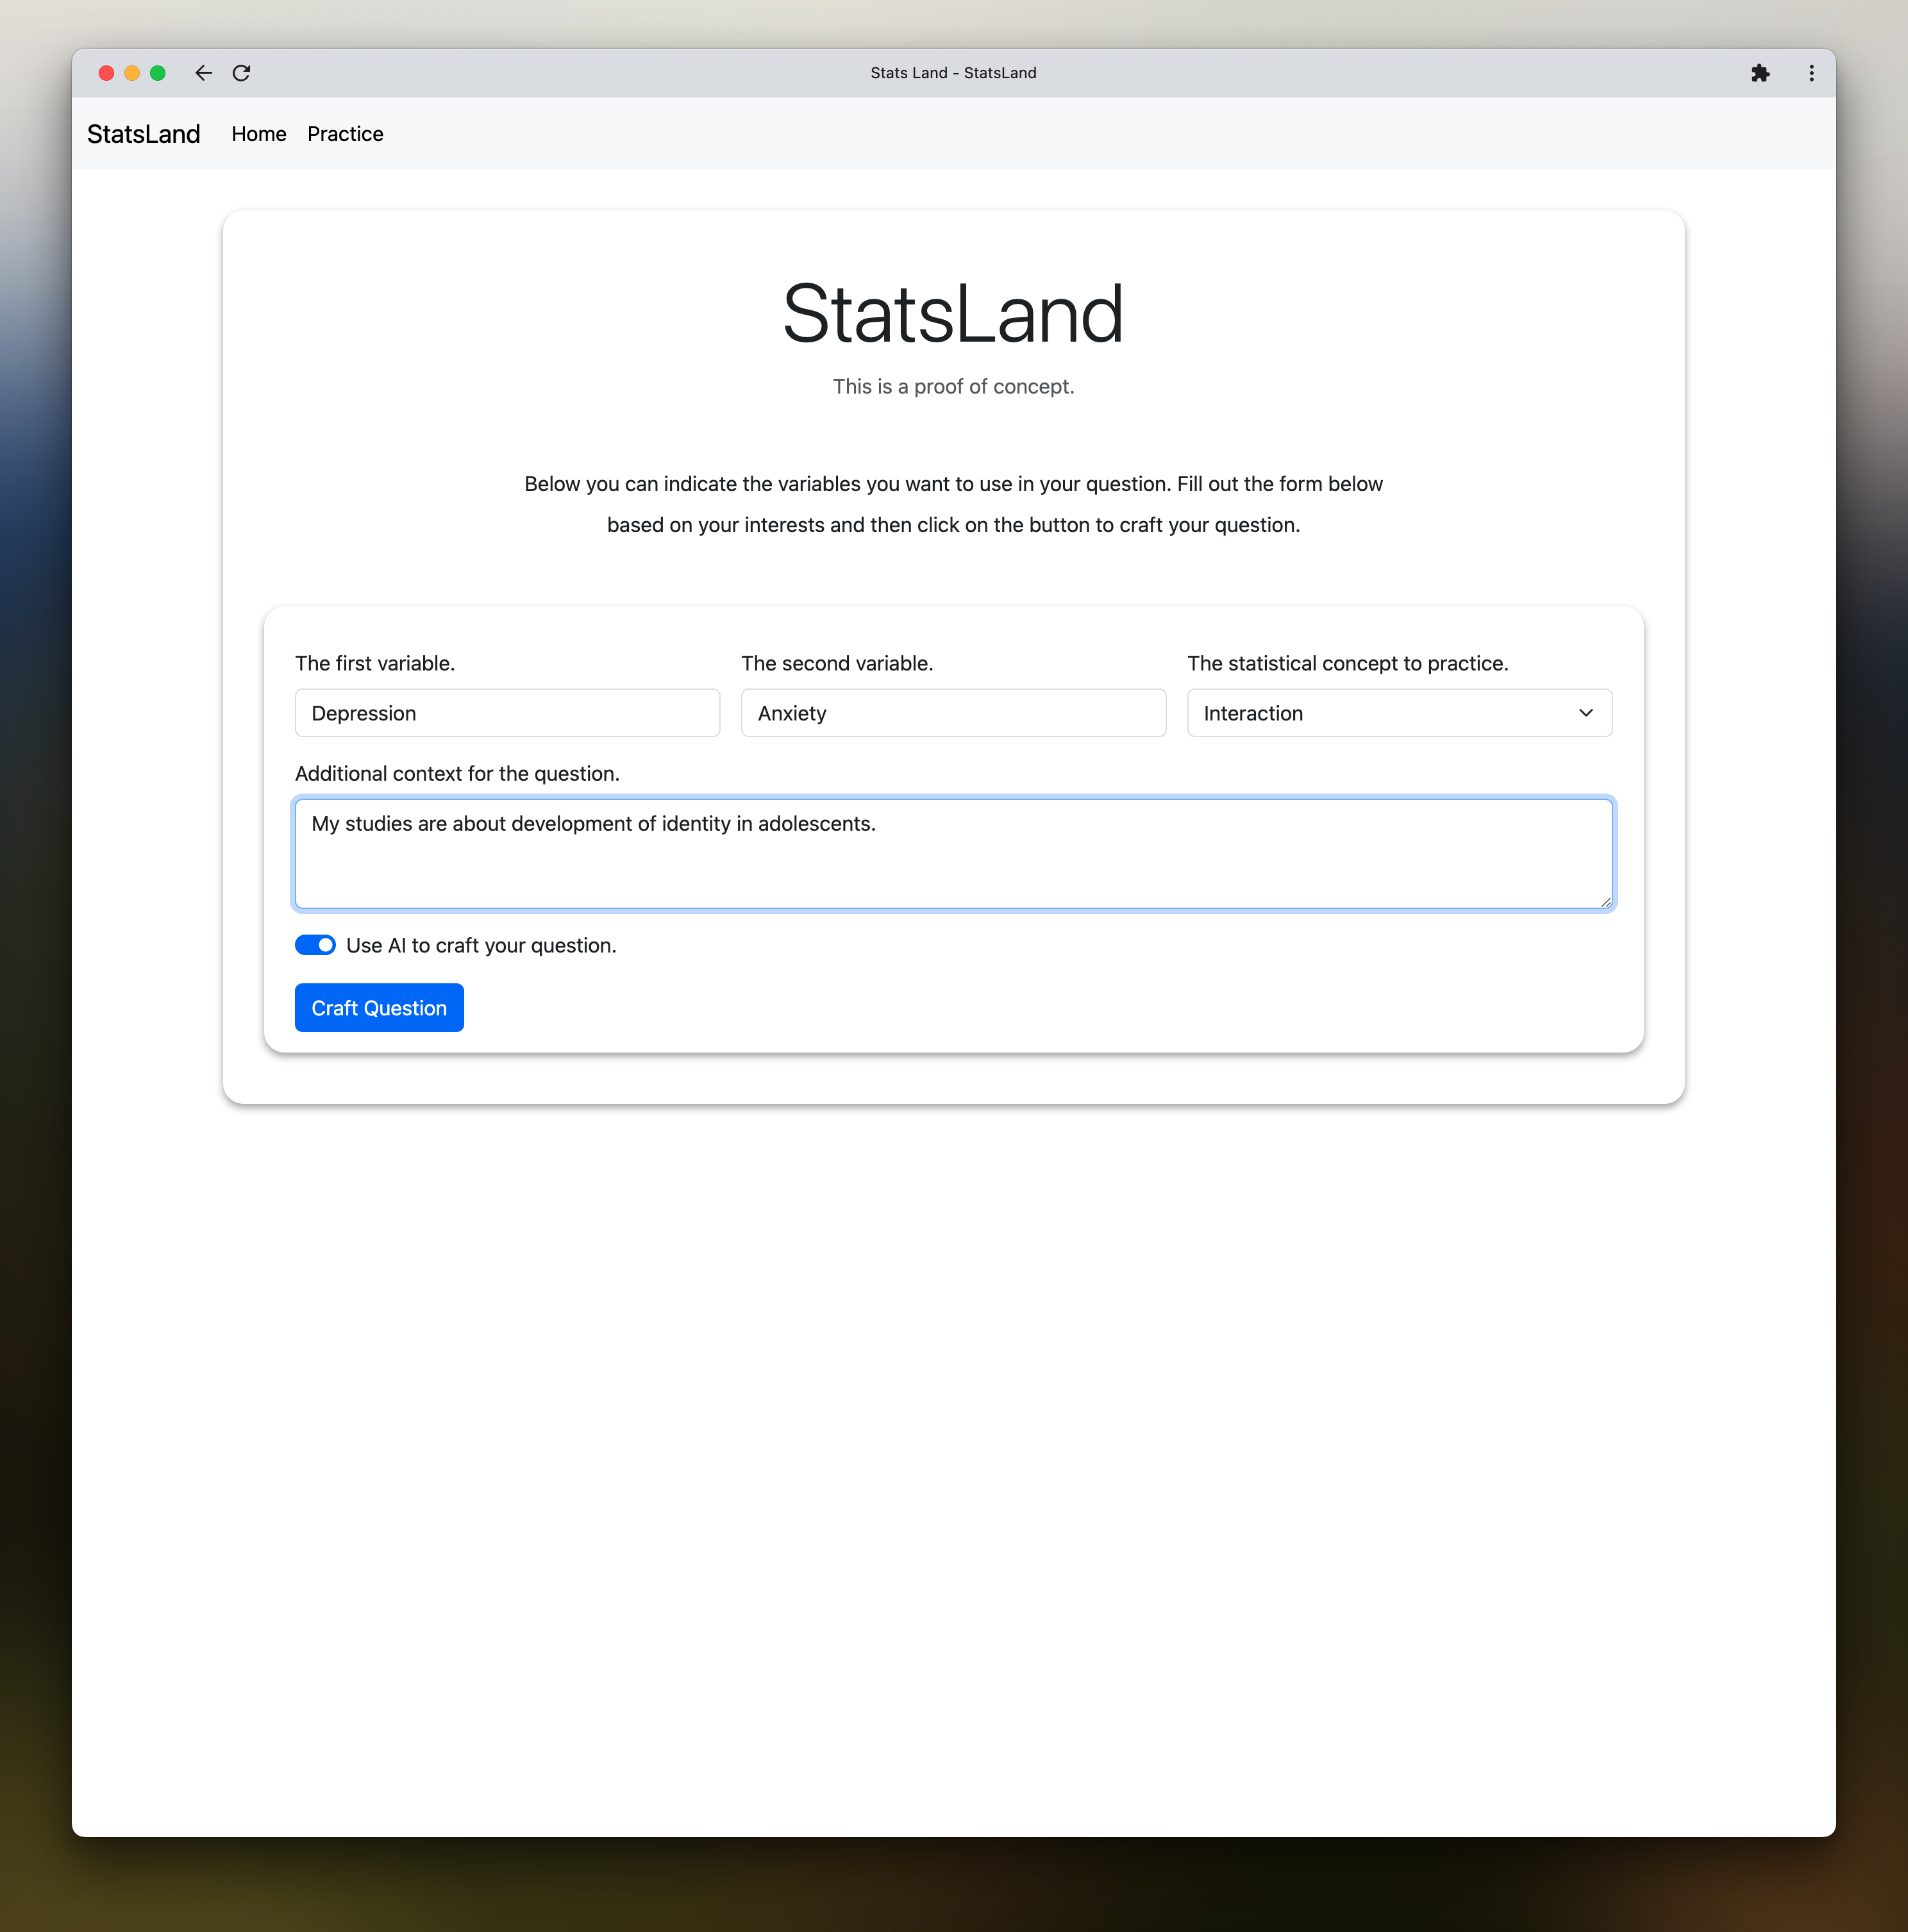 Stats Land - StatsLand
StatsLand Home Practice
StatsLand
This is a proof of concept.
Below you can indicate the variables you want to use in your question. Fill out the form below
based on your interests and then click on the button to craft your question.
The first variable. The second variable. The statistical concept to practice.
Depression Anxiety Interaction
Additional context for the question.
My studies are about development of identity in adolescents.
Use AI to craft your question.
Craft Question